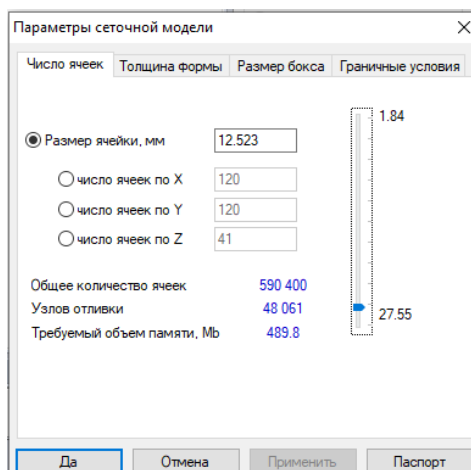 Параметры сеточной модели
Число ячеек Толщина формы Размер бокса Граничные условия
1.84
Размер ячейки, мм 12.523
число ячеек по X 120
число ячеек по Y 120
число ячеек по Z 41
Общее количество ячеек 590 400
Узлов отливки 48 061
27.55
Требуемый объем памяти, Mb 489.8
Да Отмена Применить Паспорт